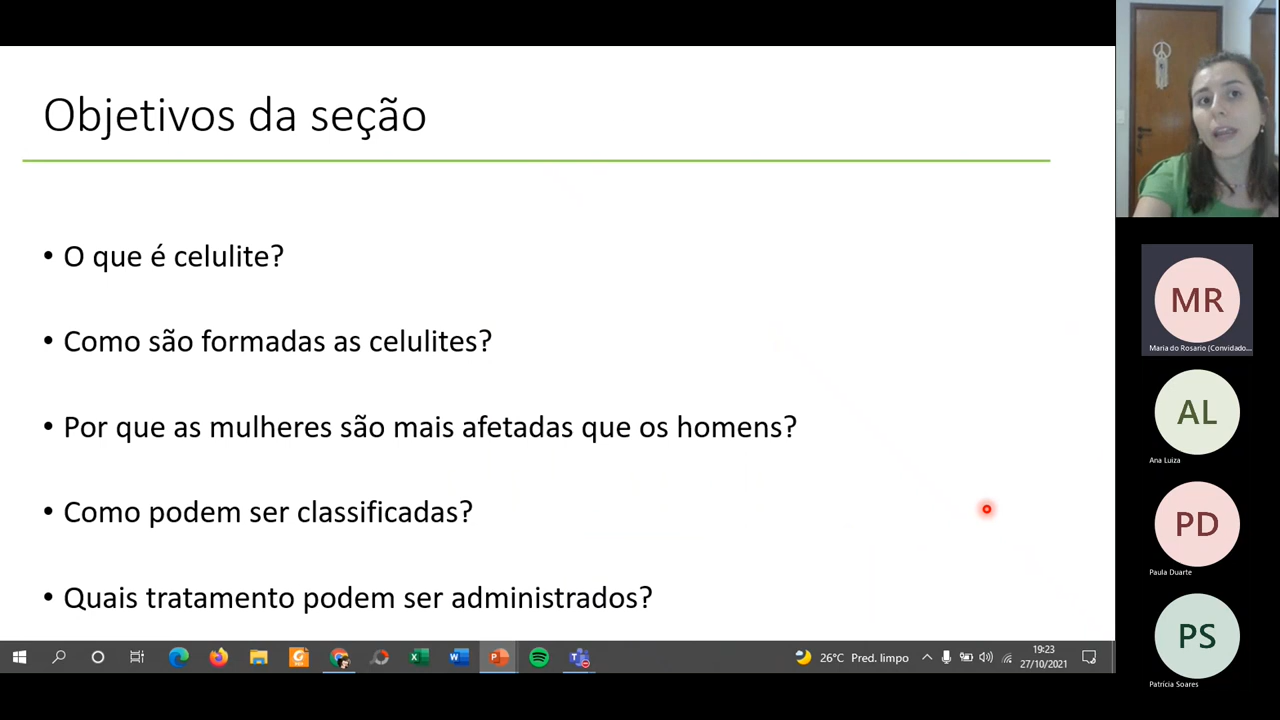 Objetivos da seção
• O que é celulite?
• Como são formadas as celulites?
• Por que as mulheres são mais afetadas que os homens?
• Como podem ser classificadas?
• Quais tratamento podem ser administrados?
MR
Maria do Rosario (Convidado...
AL
Ana Luiza
PD
Paula Duarte
PS
Patrícia Soares
26°C Pred. limpo
19:23
27/10/2021